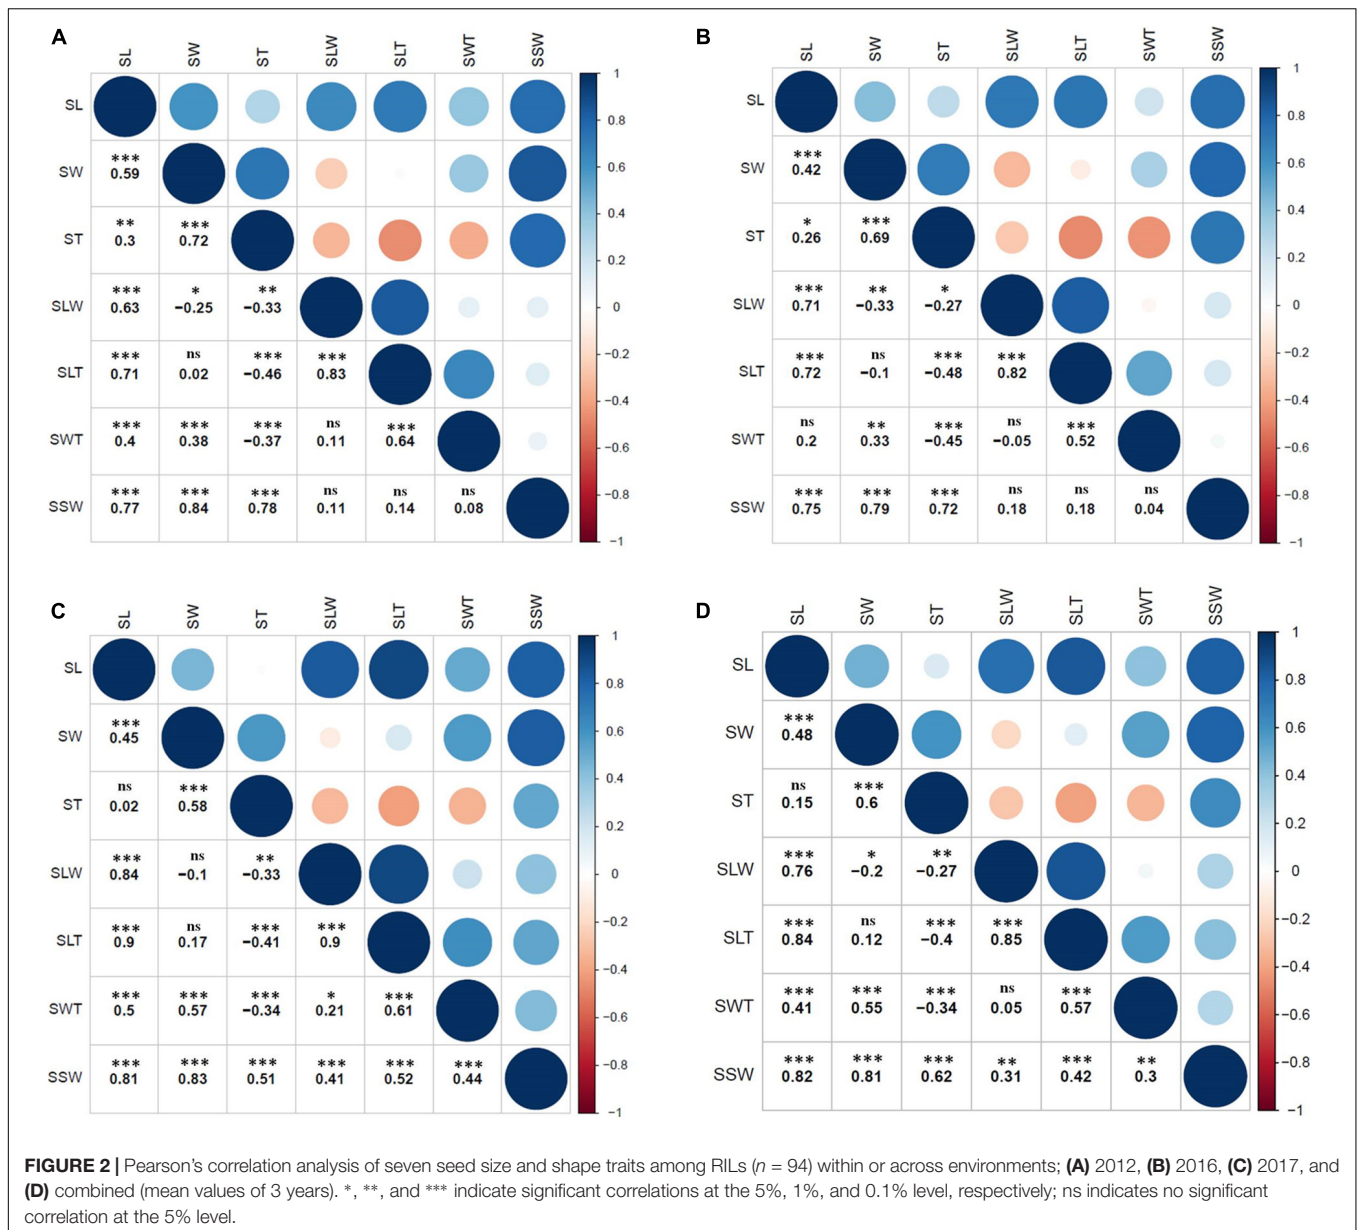 A
SL SW ST SLW SLT SWT SSW
SL
SW *** 0.59
ST ** 0.3 *** 0.72
SLW *** 0.63 * −0.25 ** −0.33
SLT *** 0.71 ns 0.02 *** −0.46 *** 0.83
SWT *** 0.4 *** 0.38 *** −0.37 ns 0.11 *** 0.64
SSW *** 0.77 *** 0.84 *** 0.78 ns 0.11 ns 0.14 ns 0.08
1
0.8
0.6
0.4
0.2
0
−0.2
−0.4
−0.6
−0.8
−1
B
SL SW ST SLW SLT SWT SSW
SL
SW *** 0.42
ST * 0.26 *** 0.69
SLW *** 0.71 ** −0.33 * −0.27
SLT *** 0.72 ns −0.1 *** −0.48 *** 0.82
SWT ns 0.2 ** 0.33 *** −0.45 ns −0.05 *** 0.52
SSW *** 0.75 *** 0.79 *** 0.72 ns 0.18 ns 0.18 ns 0.04
1
0.8
0.6
0.4
0.2
0
−0.2
−0.4
−0.6
−0.8
−1
C
SL SW ST SLW SLT SWT SSW
SL
SW *** 0.45
ST ns 0.02 *** 0.58
SLW *** 0.84 ns −0.1 ** −0.33
SLT *** 0.9 ns 0.17 *** −0.41 *** 0.9
SWT *** 0.5 *** 0.57 *** −0.34 * 0.21 *** 0.61
SSW *** 0.81 *** 0.83 *** 0.51 *** 0.41 *** 0.52 *** 0.44
1
0.8
0.6
0.4
0.2
0
−0.2
−0.4
−0.6
−0.8
−1
D
SL SW ST SLW SLT SWT SSW
SL
SW *** 0.48
ST ns 0.15 *** 0.6
SLW *** 0.76 * −0.2 ** −0.27
SLT *** 0.84 ns 0.12 *** −0.4 *** 0.85
SWT *** 0.41 *** 0.55 *** −0.34 ns 0.05 *** 0.57
SSW *** 0.82 *** 0.81 *** 0.62 ** 0.31 *** 0.42 ** 0.3
1
0.8
0.6
0.4
0.2
0
−0.2
−0.4
−0.6
−0.8
−1
FIGURE 2 | Pearson's correlation analysis of seven seed size and shape traits among RILs (n = 94) within or across environments; (A) 2012, (B) 2016, (C) 2017, and
(D) combined (mean values of 3 years). *, **, and *** indicate significant correlations at the 5%, 1%, and 0.1% level, respectively; ns indicates no significant
correlation at the 5% level.